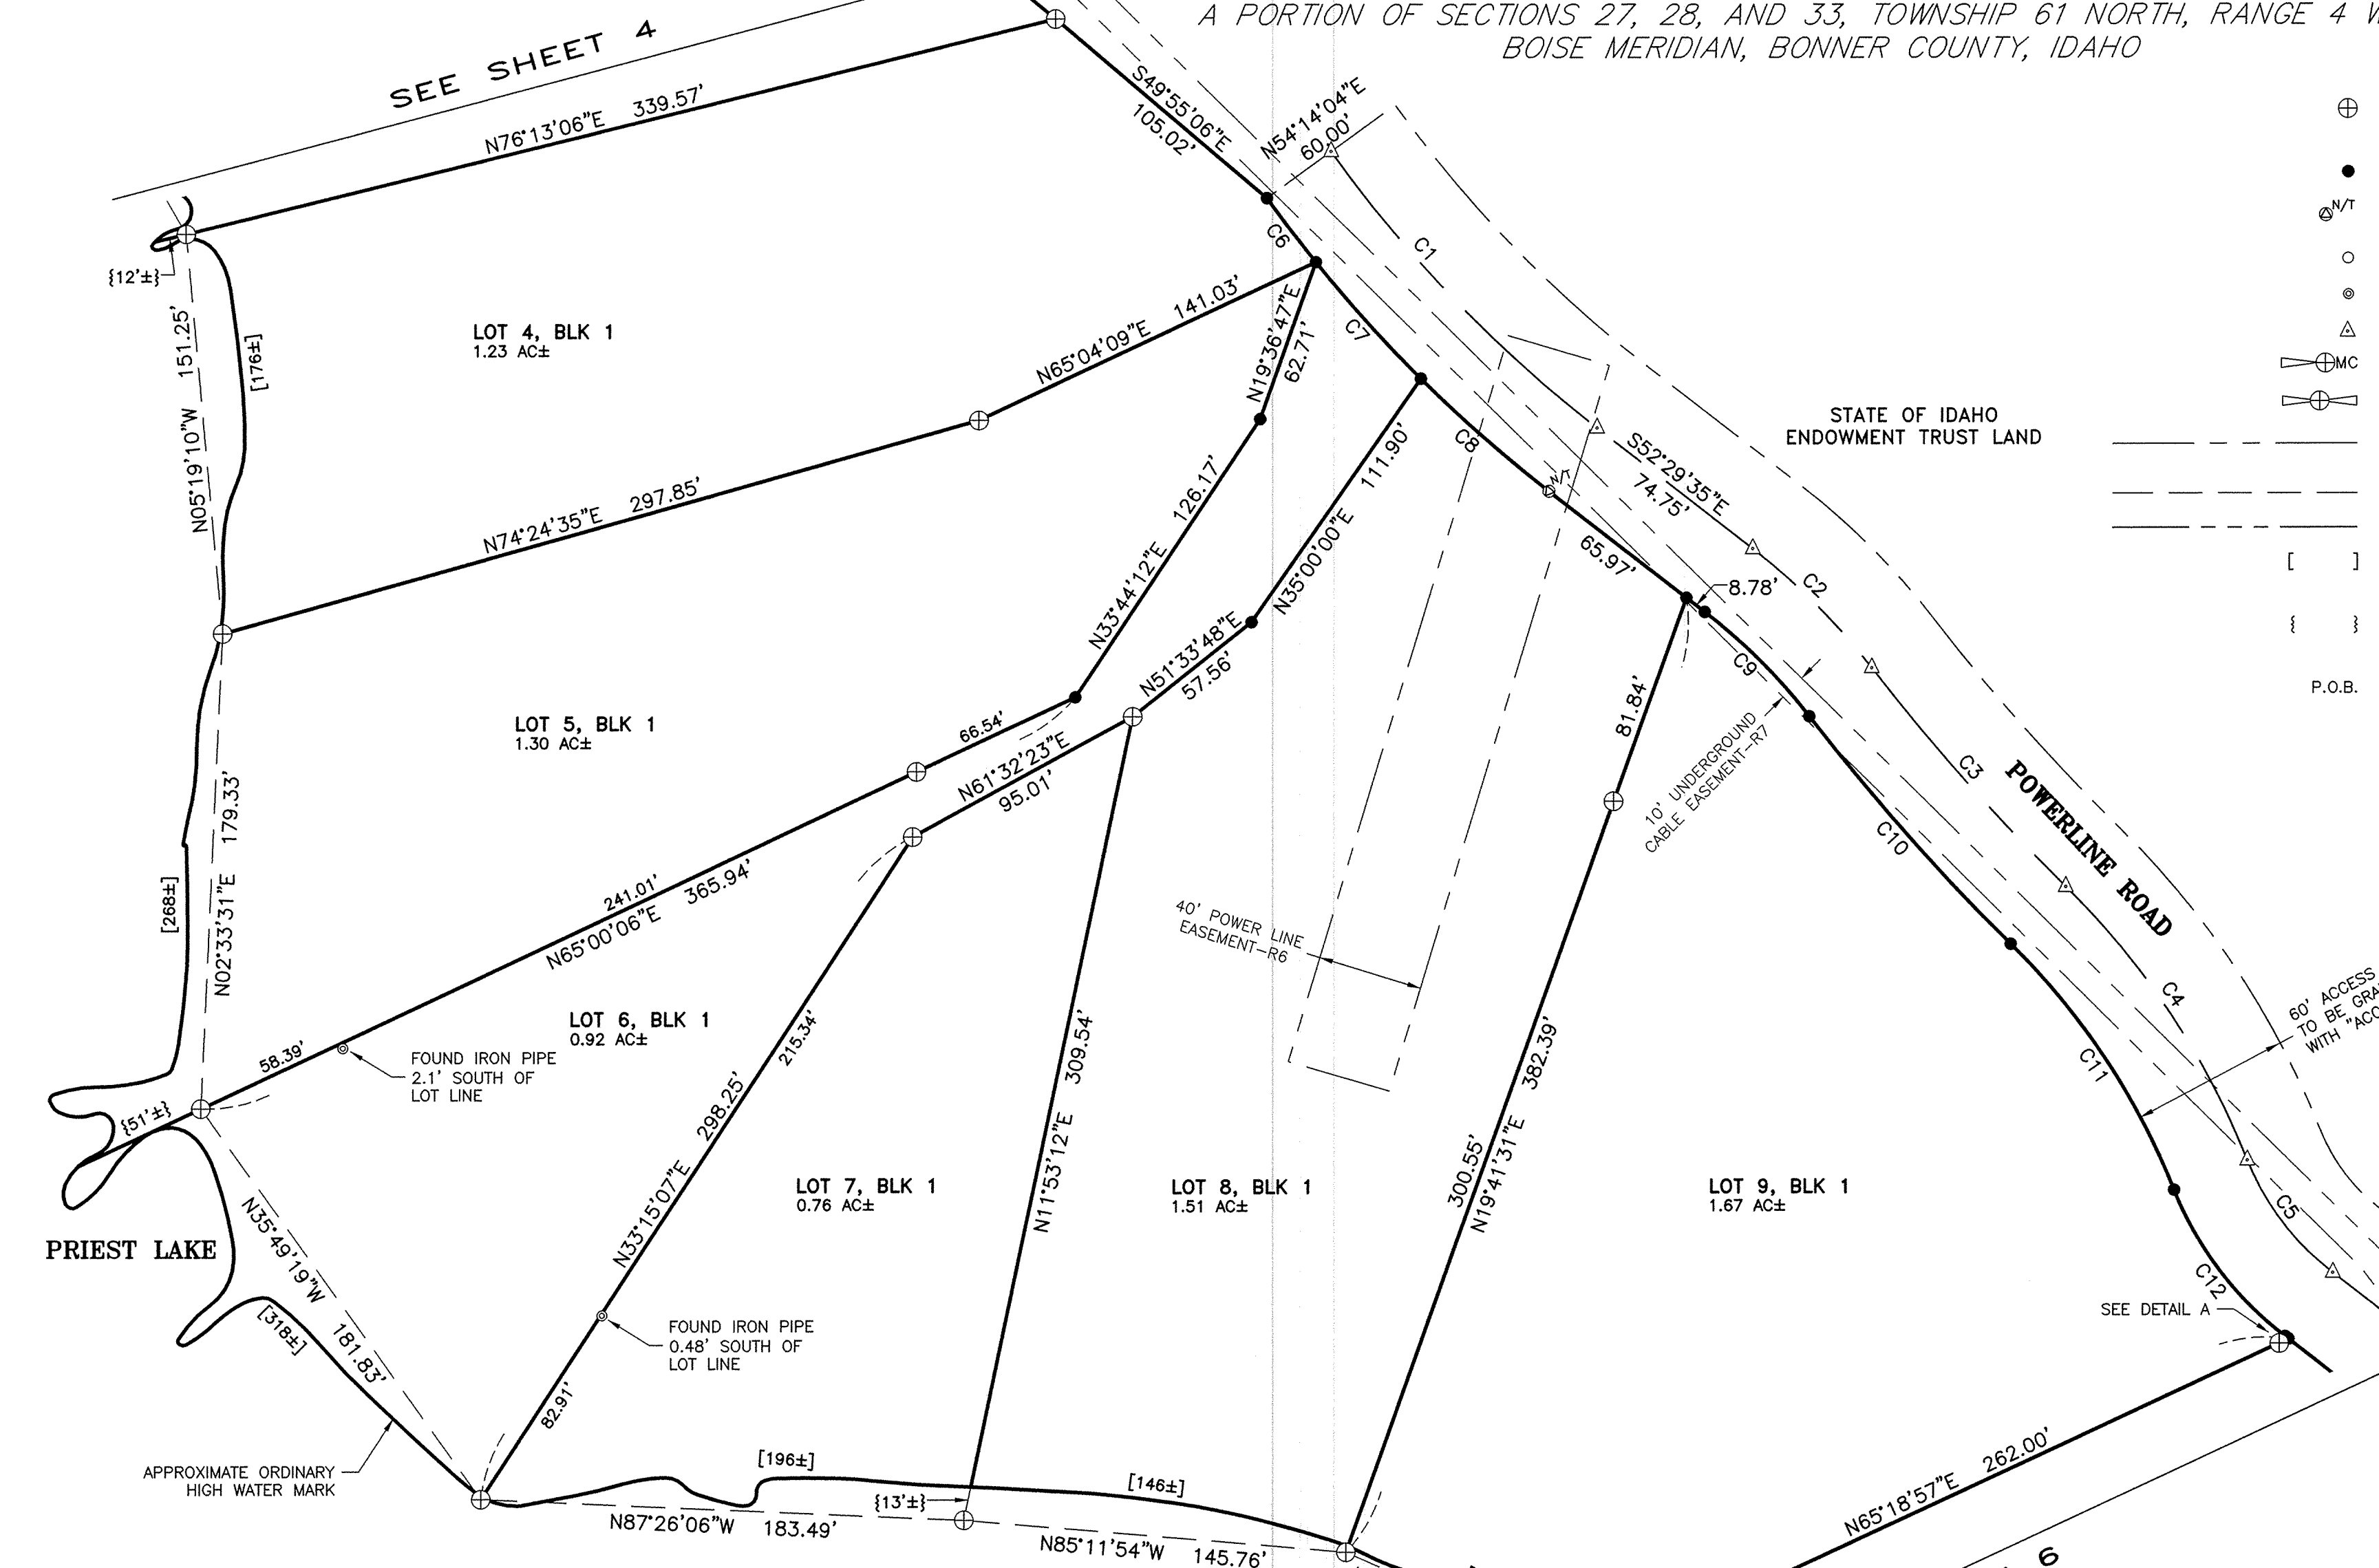 A PORTION OF SECTIONS 27, 28, AND 33, TOWNSHIP 61 NORTH, RANGE 4
BOISE MERIDIAN, BONNER COUNTY, IDAHO
SEE SHEET 4
N76°13'06"E 339.57'
S49°55'06"E
105.02'
N54°14'04"E
60.00'
{12'±}
N05°19'10"W 151.25'
[176±]
LOT 4, BLK 1
1.23 AC±
C6
C1
N65°04'09"E 141.03'
N19°36'47"E
62.71'
C7
C8
N/T
N/T
MC
STATE OF IDAHO
ENDOWMENT TRUST LAND
S52°29'35"E
74.75'
N74°24'35"E 297.85'
N33°44'12"E 126.17'
N35°00'00"E 111.90'
65.97'
8.78'
C2
[ ]
{ }
P.O.B.
N51°33'48"E
57.56'
C9
LOT 5, BLK 1
1.30 AC±
66.54'
N61°32'23"E
95.01'
81.84'
10' UNDERGROUND
CABLE EASEMENT-R7
C3
POWERLINE ROAD
C10
N02°33'31"E 179.33'
[268±]
241.01'
N65°00'06"E 365.94'
40' POWER LINE
EASEMENT-R6
C4
60' ACCESS
TO BE
WITH
C11
LOT 6, BLK 1
0.92 AC±
58.39'
FOUND IRON PIPE
2.1' SOUTH OF
LOT LINE
{51'±}
215.34'
N33°15'07"E 298.25'
N11°53'12"E 309.54'
300.55'
N19°41'31"E 382.39'
LOT 7, BLK 1
0.76 AC±
LOT 8, BLK 1
1.51 AC±
LOT 9, BLK 1
1.67 AC±
C5
PRIEST LAKE
N35°49'19"W 181.83'
[318±]
C12
SEE DETAIL A
FOUND IRON PIPE
0.48' SOUTH OF
LOT LINE
82.91'
APPROXIMATE ORDINARY
HIGH WATER MARK
[196±]
[146±]
{13'±}
N87°26'06"W 183.49'
N85°11'54"W 145.76'
N65°18'57"E 262.00'
6